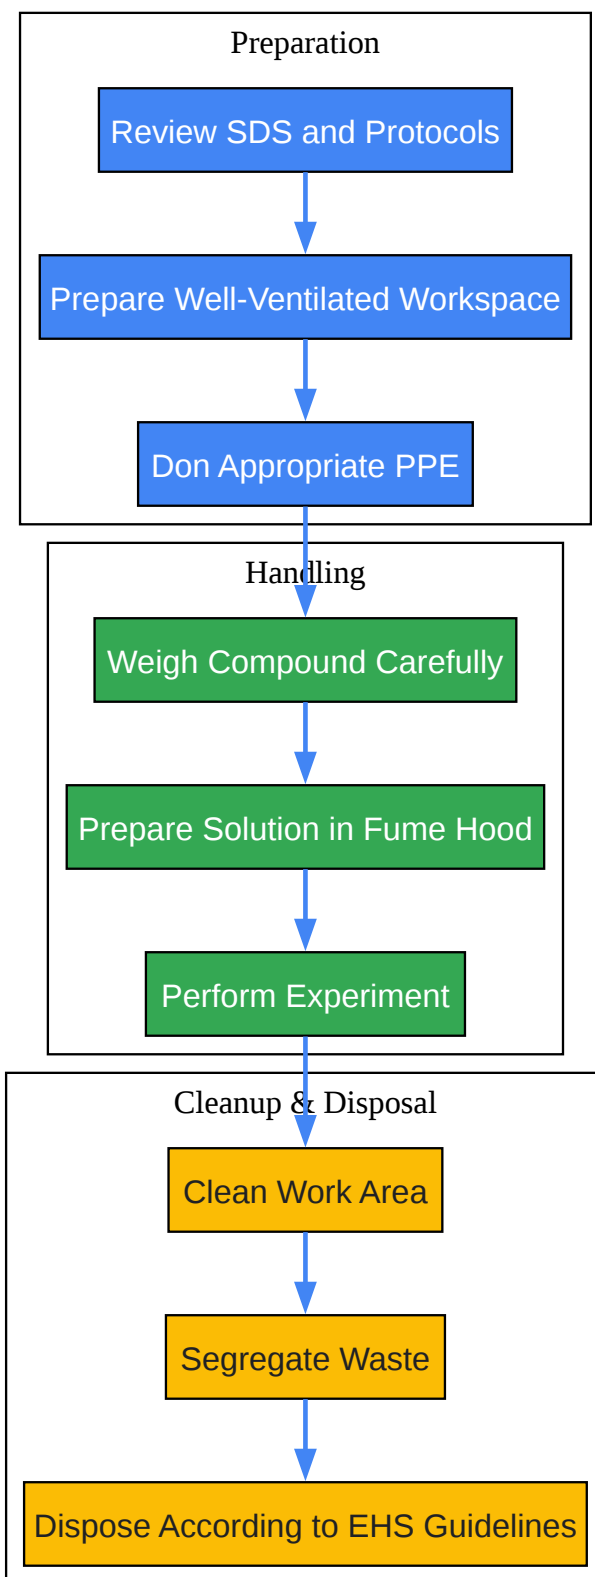 Preparation
Review SDS and Protocols
Prepare Well-Ventilated Workspace
Don Appropriate PPE
Handling
Weigh Compound Carefully
Prepare Solution in Fume Hood
Perform Experiment
Cleanup & Disposal
Clean Work Area
Segregate Waste
Dispose According to EHS Guidelines